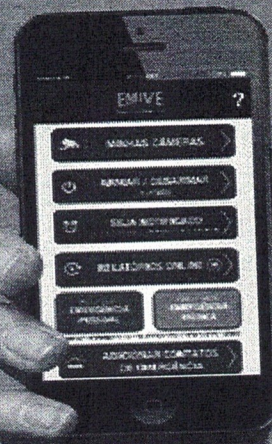 EMIVE ?
MINHAS CÂMERAS
ARMAR / DESARMAR
SEJA NOTIFICADO
RELATÓRIOS ONLINE
EMERGÊNCIA
PESSOAL
EMERGÊNCIA
MÉDICA
ADICIONAR CONTATOS
DE EMERGÊNCIA